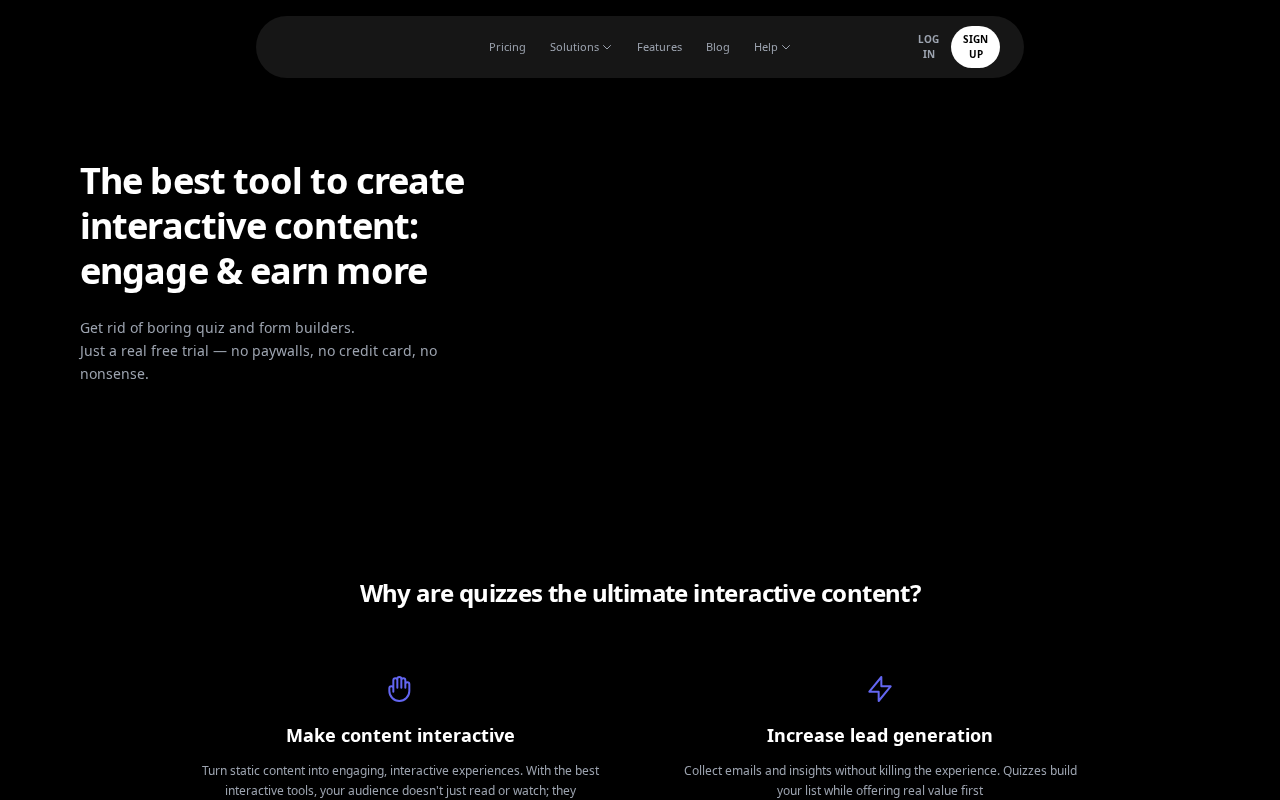 Pricing
Solutions
Features
Blog
Help
LOG IN
SIGN UP
The best tool to create
interactive content:
engage & earn more
Get rid of boring quiz and form builders.
Just a real free trial — no paywalls, no credit card, no
nonsense.
Why are quizzes the ultimate interactive content?
Make content interactive
Turn static content into engaging, interactive experiences. With the best
interactive tools, your audience doesn't just read or watch; they
Increase lead generation
Collect emails and insights without killing the experience. Quizzes build
your list while offering real value first